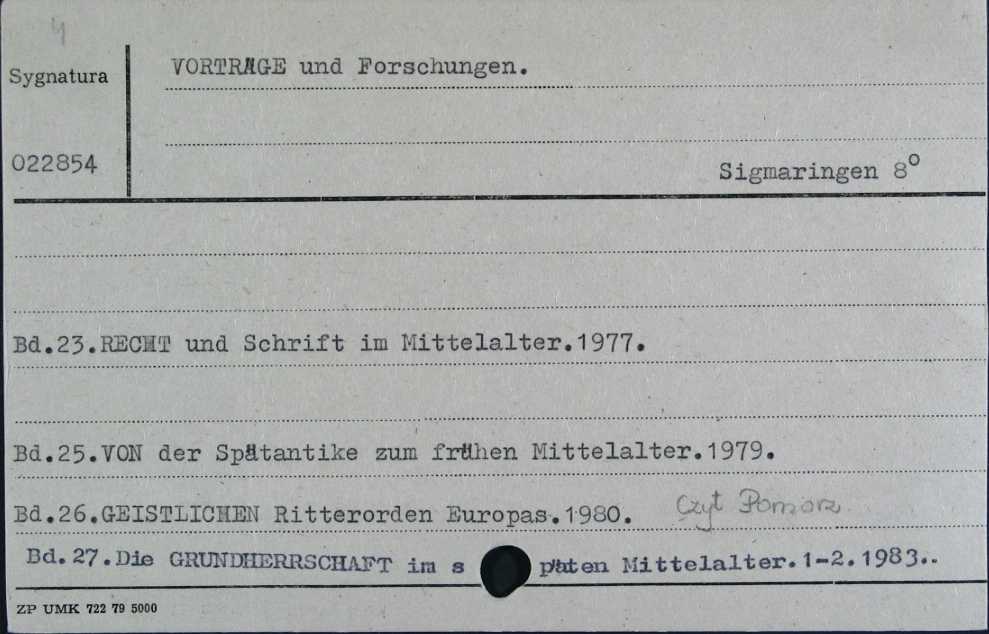 4
VORTRÄGE und Forschungen.
Sygnatura
022854
Sigmaringen 8º
Bd.23.RECHT und Schrift im Mittelalter.1977.
Bd.25.VON der Spätantike zum frühen Mittelalter.1979.
Bd.26.GEISTLICHEN Ritterorden Europas.1980. Czyt Pomorz.
Bd.27.Die GRUNDHERRSCHAFT im s päten Mittelalter.1-2.1983..
ZP UMK 722 79 5000